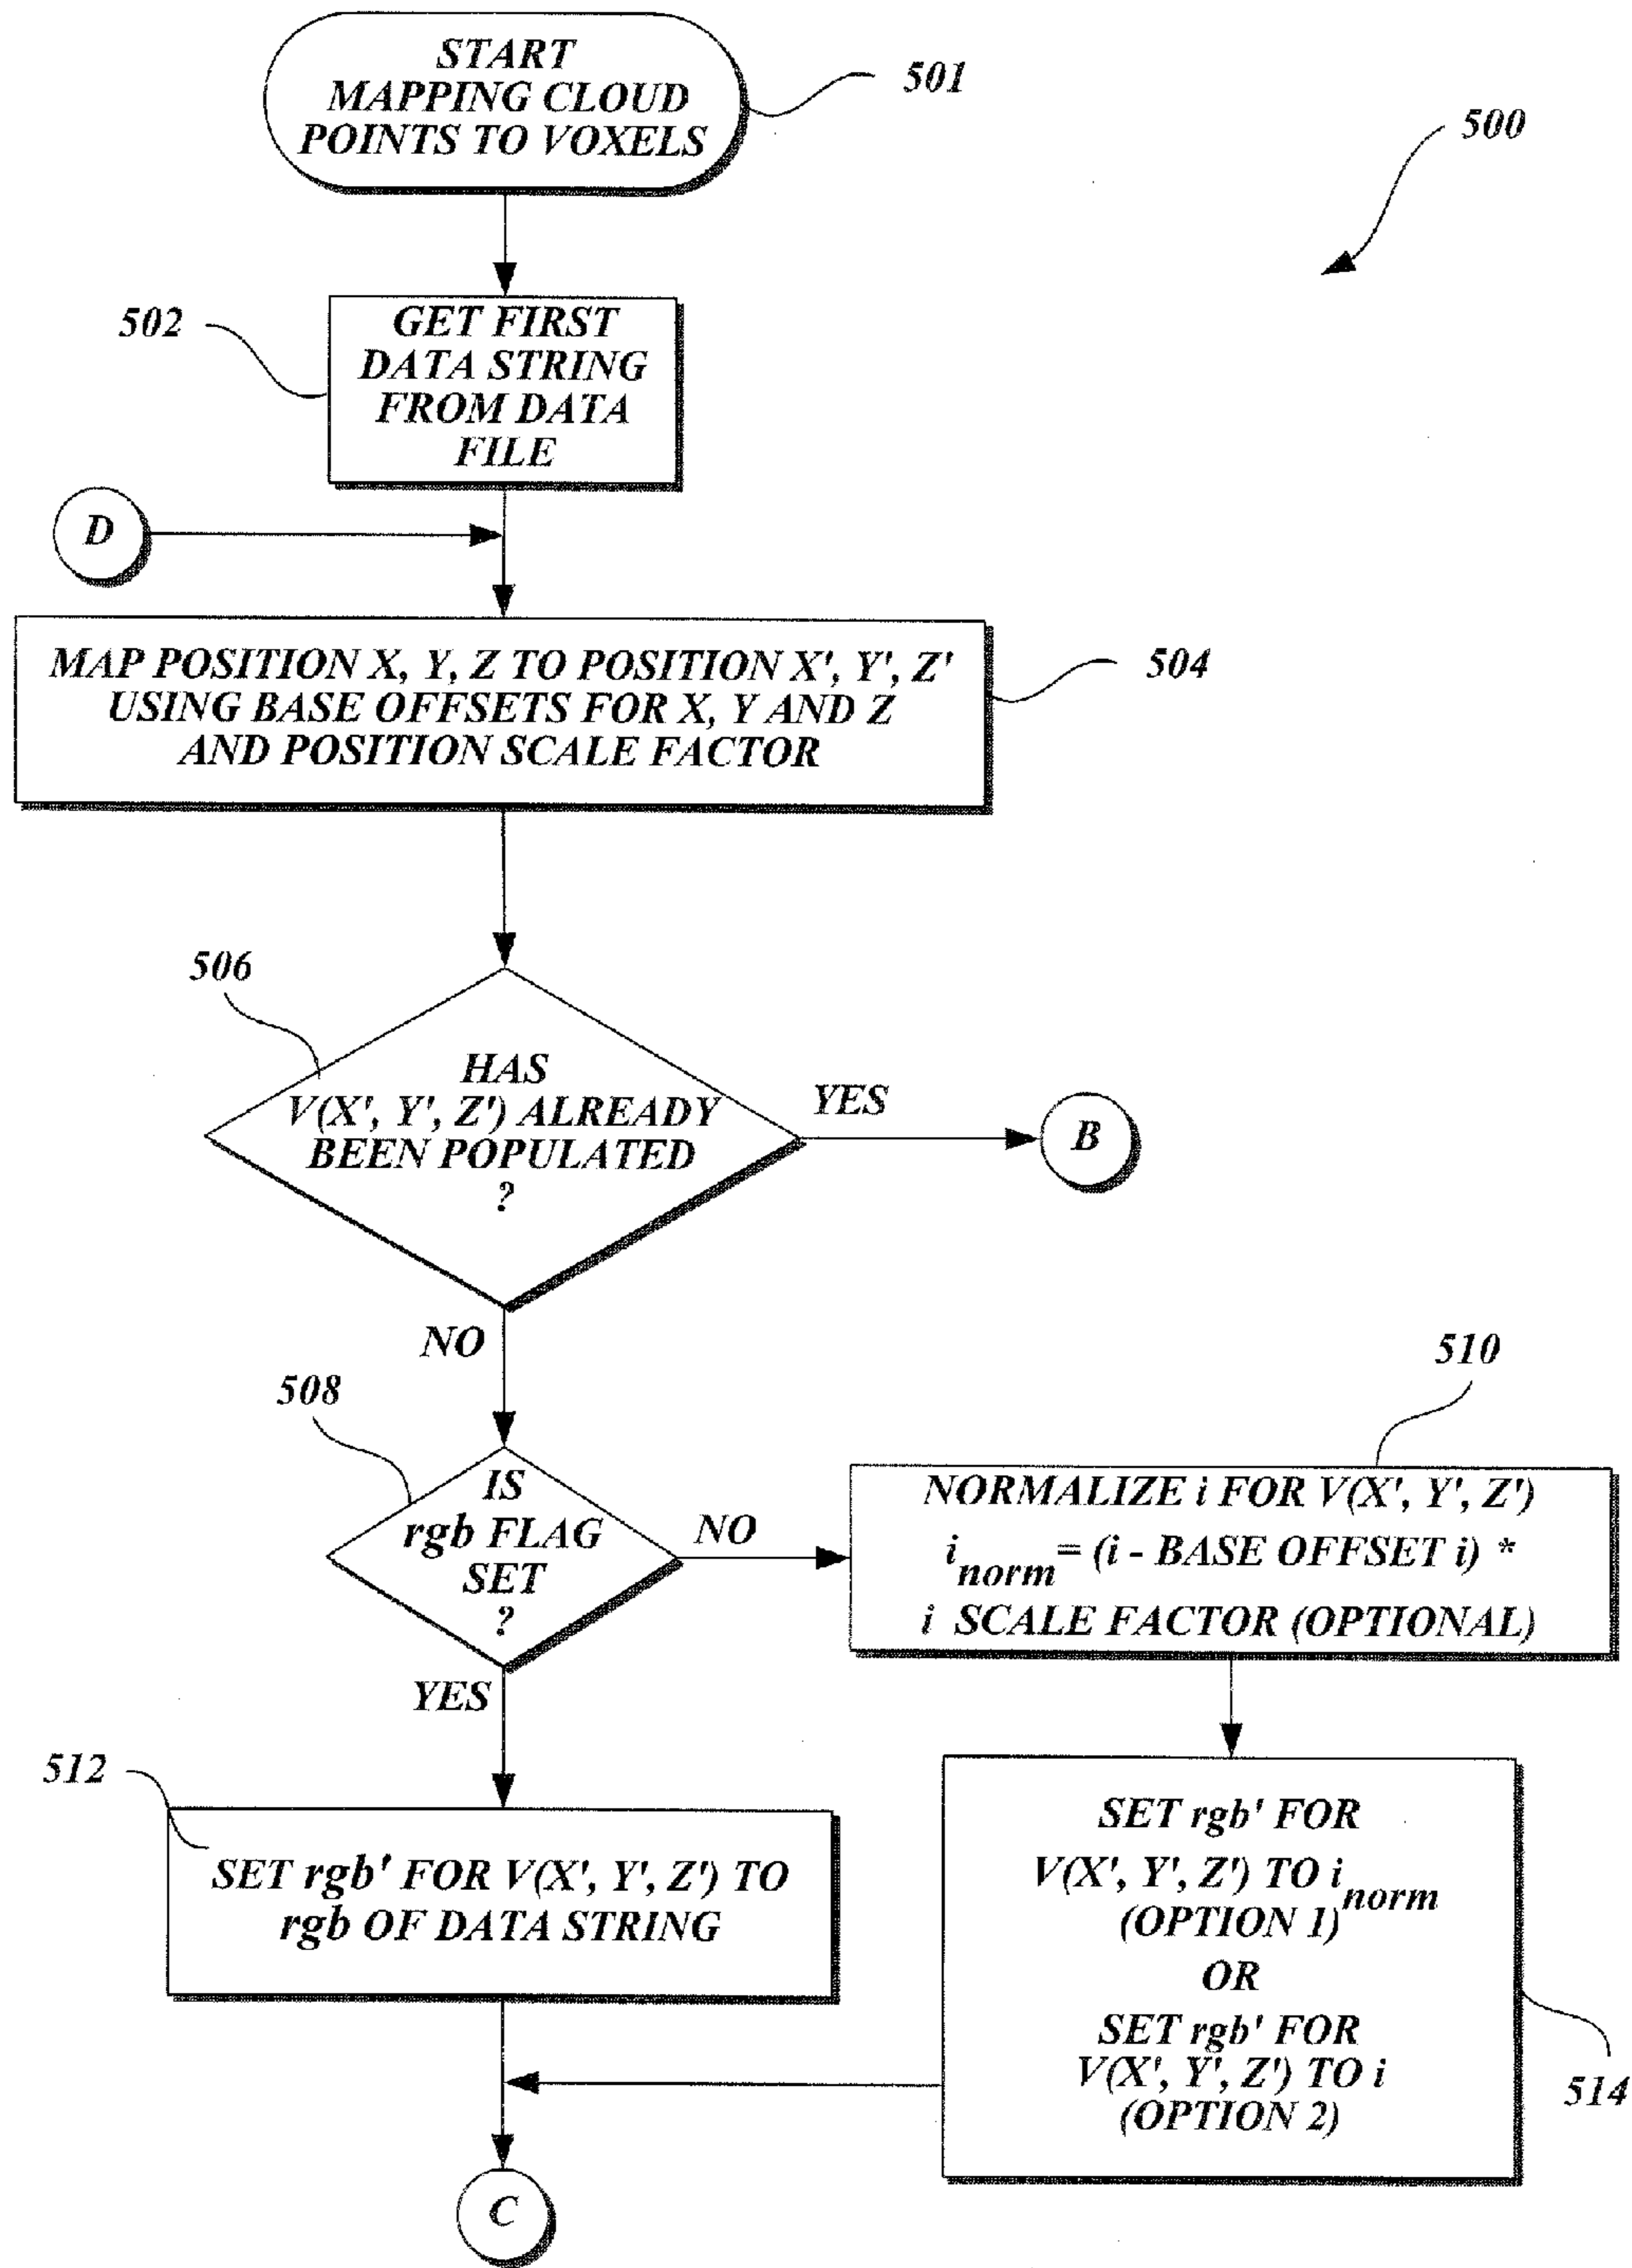 START
MAPPING CLOUD
POINTS TO VOXELS
501
500
502
GET FIRST
DATA STRING
FROM DATA
FILE
D
MAP POSITION X, Y, Z TO POSITION X', Y', Z'
USING BASE OFFSETS FOR X, Y AND Z
AND POSITION SCALE FACTOR
504
506
HAS
V(X', Y', Z') ALREADY
BEEN POPULATED
?
YES
B
NO
508
IS
rgb FLAG
SET
?
NO
510
NORMALIZE i FOR V(X', Y', Z')
i norm = (i - BASE OFFSET i) *
i SCALE FACTOR (OPTIONAL)
YES
512
SET rgb' FOR V(X', Y', Z') TO
rgb OF DATA STRING
SET rgb' FOR
V(X', Y', Z') TO i norm
(OPTION 1)
OR
SET rgb' FOR
V(X', Y', Z') TO i
(OPTION 2)
514
C